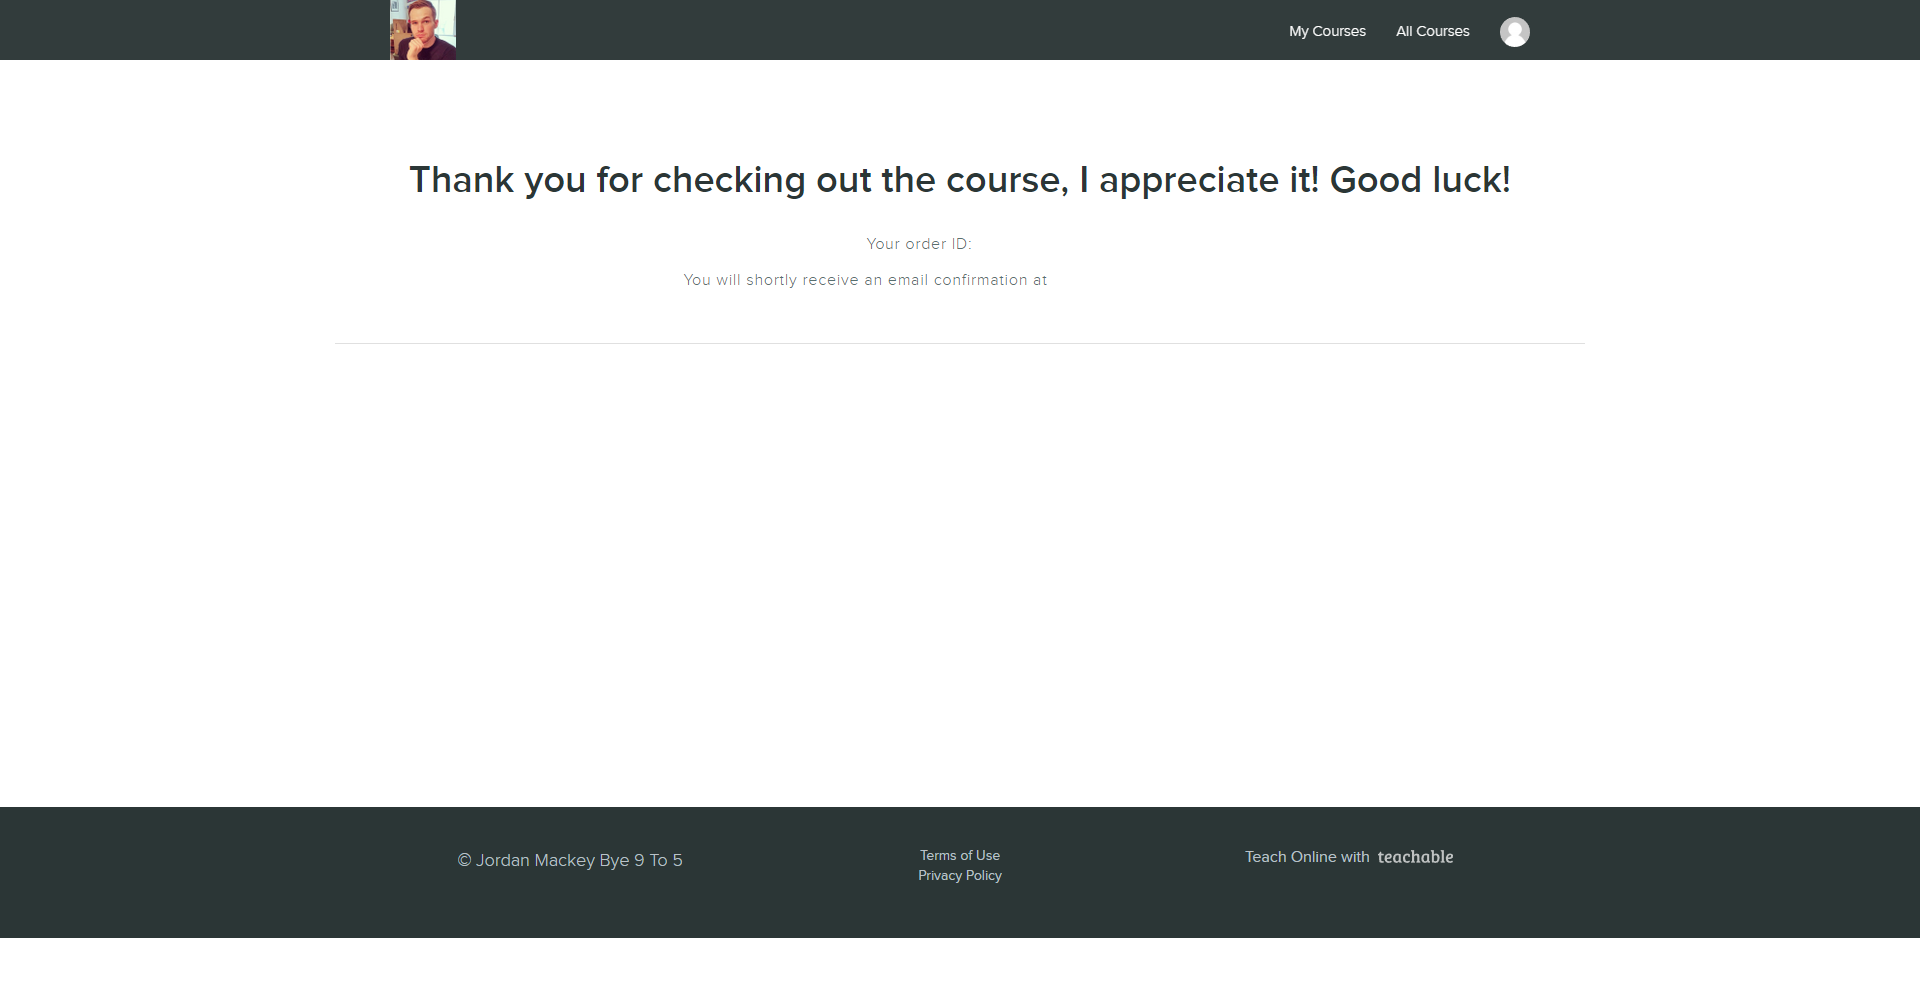 My Courses All Courses
Thank you for checking out the course, I appreciate it! Good luck!
Your order ID:
You will shortly receive an email confirmation at
© Jordan Mackey Bye 9 To 5
Terms of Use
Privacy Policy
Teach Online with teachable